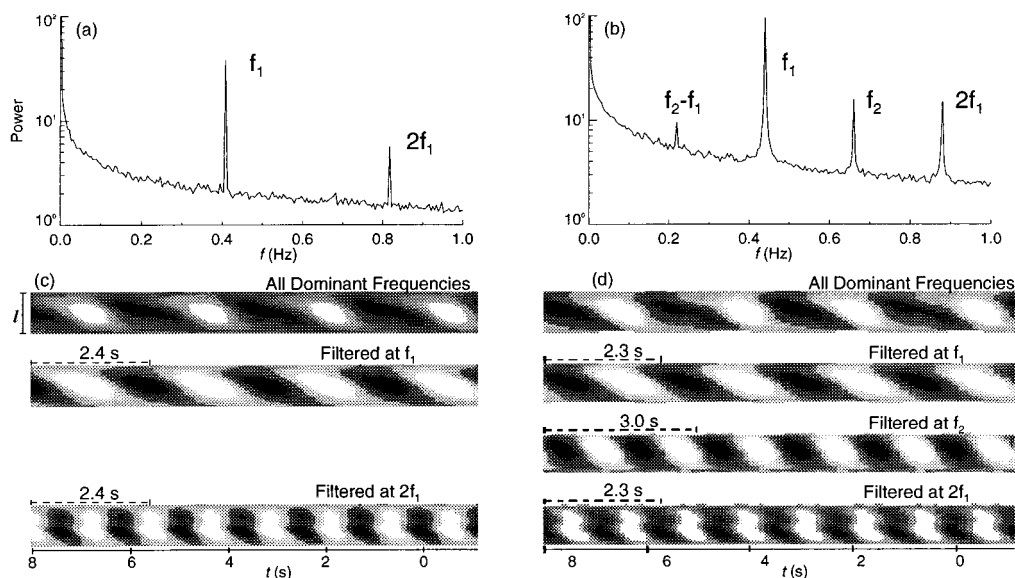 (a)
10²
10¹
10⁰
Power
f₁
2f₁
0.0 0.2 0.4 0.6 0.8 1.0
f (Hz)
(b)
10²
10¹
10⁰
f₂-f₁
f₁
f₂
2f₁
0.0 0.2 0.4 0.6 0.8 1.0
f (Hz)
(c)
All Dominant Frequencies
l
2.4 s
Filtered at f₁
2.4 s
Filtered at 2f₁
8 6 4 2 0
t (s)
(d)
All Dominant Frequencies
2.3 s
Filtered at f₁
3.0 s
Filtered at f₂
2.3 s
Filtered at 2f₁
8 6 4 2 0
t (s)